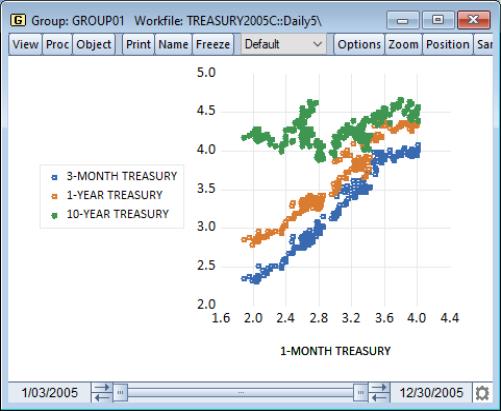 G Group: GROUP01 Workfile: TREASURY2005C::Daily5\
View Proc Object Print Name Freeze Default Options Zoom Position Sar
5.0
4.5
4.0
3.5
3.0
2.5
2.0
1.6 2.0 2.4 2.8 3.2 3.6 4.0 4.4
3-MONTH TREASURY
1-YEAR TREASURY
10-YEAR TREASURY
1-MONTH TREASURY
1/03/2005 12/30/2005